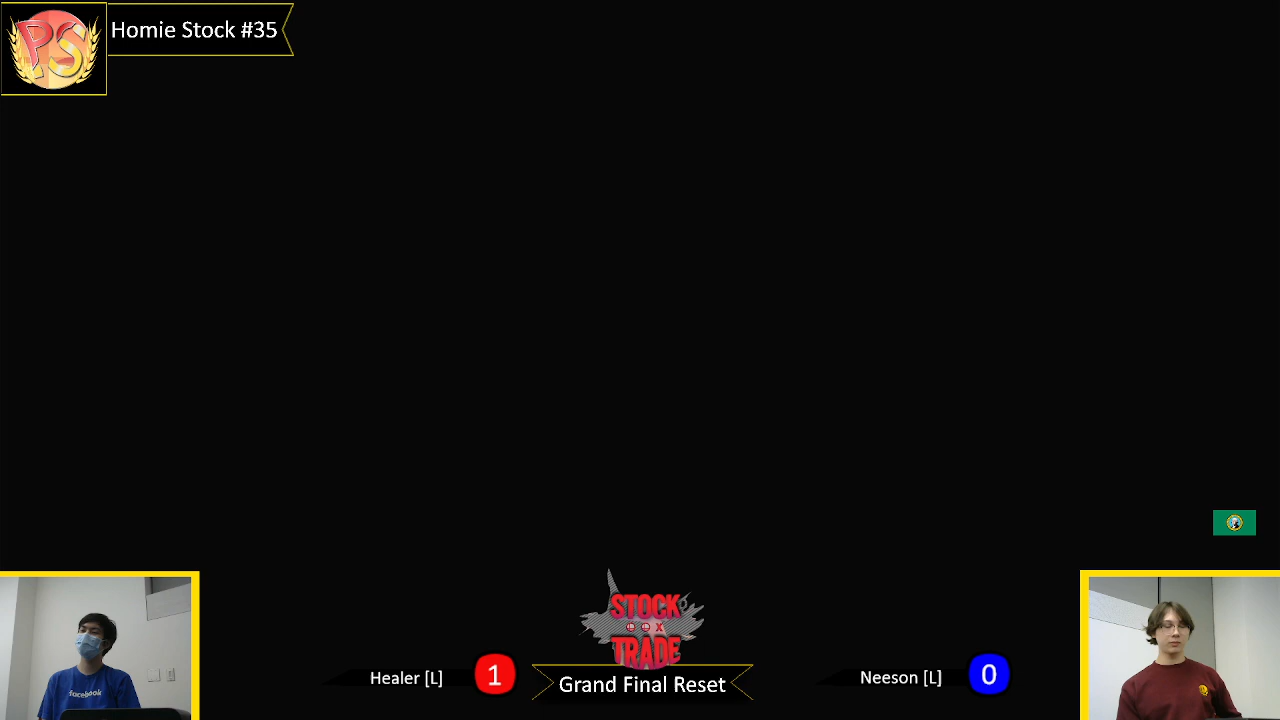 PS
Homie Stock #35
STOCK
TRADE
Healer [L]
1
Grand Final Reset
Neeson [L]
0
facebook